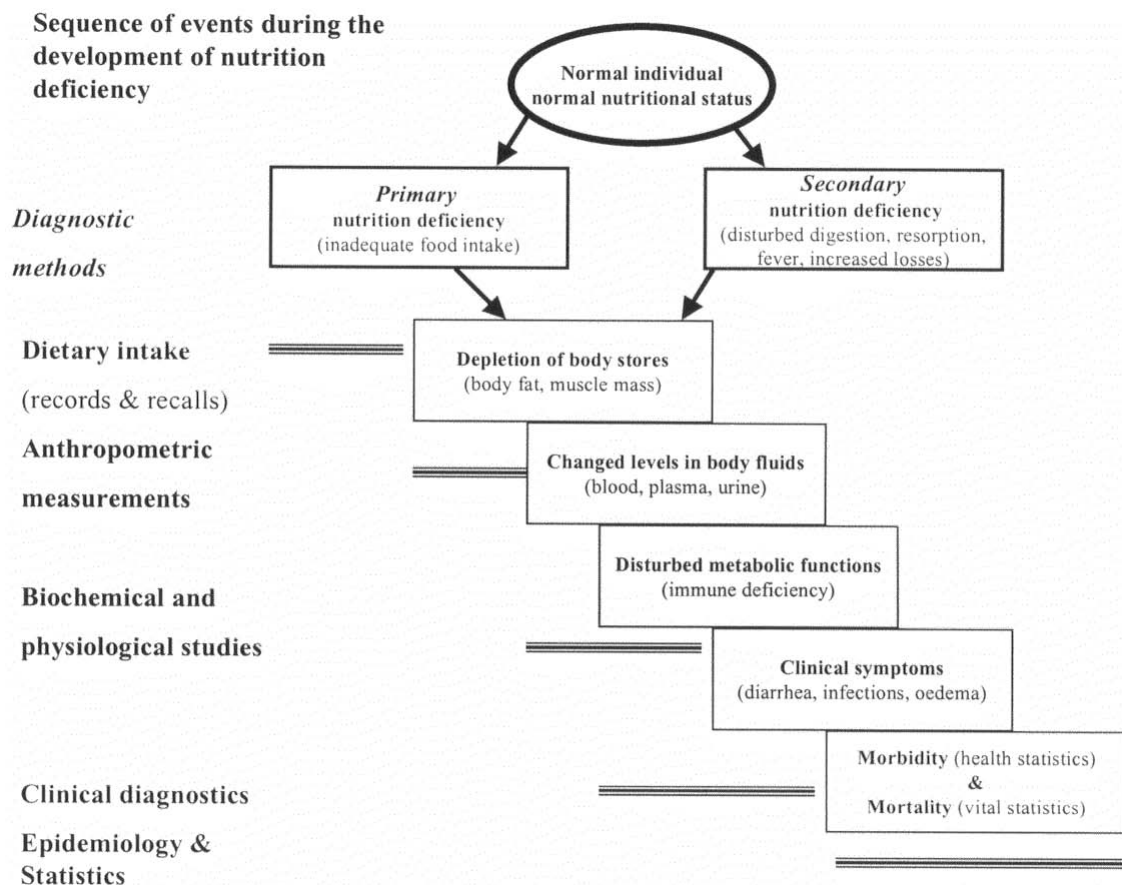 Sequence of events during the
development of nutrition
deficiency
Normal individual
normal nutritional status
Primary
nutrition deficiency
(inadequate food intake)
Secondary
nutrition deficiency
(disturbed digestion, resorption,
fever, increased losses)
Diagnostic
methods
Dietary intake
(records & recalls)
Depletion of body stores
(body fat, muscle mass)
Anthropometric
measurements
Changed levels in body fluids
(blood, plasma, urine)
Disturbed metabolic functions
(immune deficiency)
Biochemical and
physiological studies
Clinical symptoms
(diarrhea, infections, oedema)
Morbidity (health statistics)
&
Mortality (vital statistics)
Clinical diagnostics
Epidemiology &
Statistics